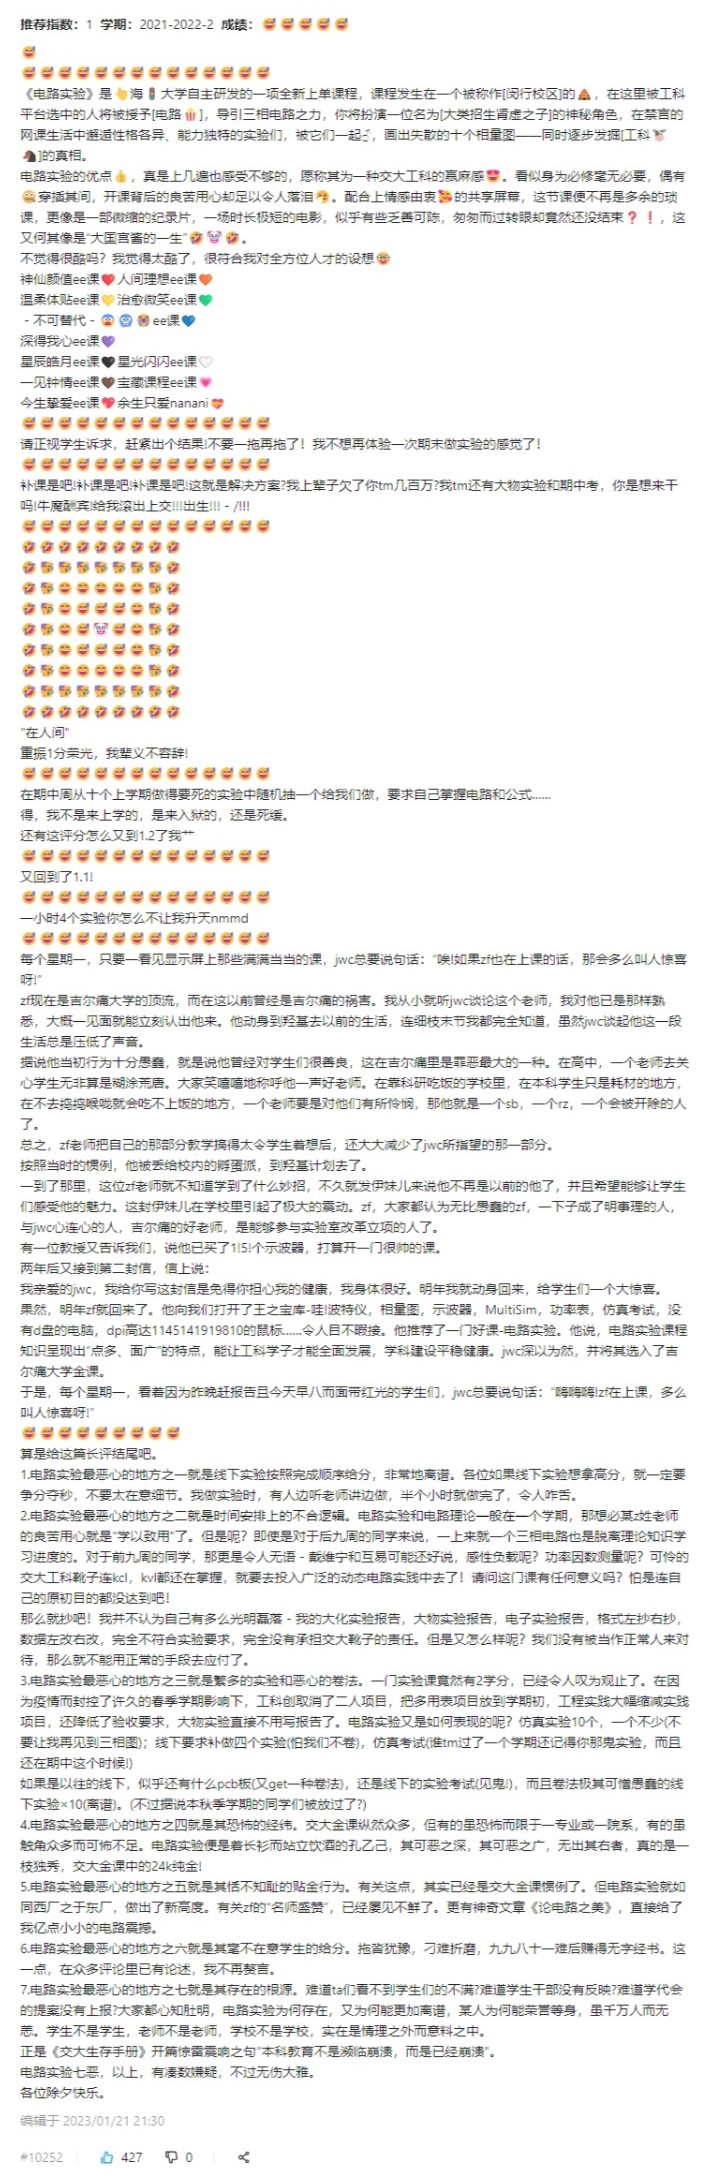 推荐指数：1 学期：2021-2022-2 成绩：😅😅😅😅😅
😅
😅😅😅😅😅😅😅😅😅😅😅😅😅😅
《电路实验》是👆海🚦大学自主研发的一项全新上单课程，课程发生在一个被称作[闵行校区]的💩，在这里被工科
平台选中的人将被授予[电路🍿]，导引三相电路之力，你将扮演一位名为[大类招生肾虚之子]的神秘角色，在禁言的
网课生活中邂逅性格各异、能力独特的实验们，被它们一起，画出失散的十个相量图——同时逐步发掘[工科
🐴]的真相。
电路实验的优点👍，真是上几遍也感受不够的，愿称其为一种交大工科的蠃麻感😍。看似身为必修毫无必要，偶有
穿插其间，开课背后的良苦用心却足以令人落泪。配合上情感由衷🥰的共享屏幕，这节课便不再是多余的琐
课，更像是一部微缩的纪录片，一场时长极短的电影，似乎有些乏善可陈，匆匆而过转眼却竟然还没结束❓❗，这
又何其像是“大国宫酱的一生”🤣🤡🤣。
不觉得很酷吗？我觉得太酷了，很符合我对全方位人才的设想🤓
神仙颜值ee课❤️人间理想ee课🧡
温柔体贴ee课💛治愈微笑ee课💚
- 不可替代 - 😨🥶ee课💙
深得我心ee课💜
星辰皓月ee课🖤星光闪闪ee课🤍
一见钟情ee课🤎宝藏课程ee课💗
今生挚爱ee课💖余生只爱nanani💝
😅😅😅😅😅😅😅😅😅😅😅😅😅😅
请正视学生诉求，赶紧出个结果!不要一拖再拖了！我不想再体验一次期末做实验的感觉了！
😅😅😅😅😅😅😅😅😅😅😅😅😅😅
补课是吧!补课是吧!补课是吧!这就是解决方案?我上辈子欠了你tm几百万?我tm还有大物实验和期中考，你是想来干
吗!牛魔酬宾!给我滚出上交!!!出生!!! - /!!!
😅😅😅😅😅😅😅😅😅😅😅😅😅😅
🤣🤣🤣🤣🤣🤣🤣🤣🤣
🤣🥳🥳🥳🥳🥳🥳🥳🤣
🤣🥳😄😄😄😄😄🥳🤣
🤣🥳😄😅😅😅😄🥳🤣
🤣🥳😄😅🤡😅😄🥳🤣
🤣🥳😄😅😅😅😄🥳🤣
🤣🥳😄😄😄😄😄🥳🤣
🤣🥳🥳🥳🥳🥳🥳🥳🤣
🤣🤣🤣🤣🤣🤣🤣🤣🤣
"在人间"
重振1分荣光，我辈义不容辞!
😅😅😅😅😅😅😅😅😅😅😅😅😅😅
在期中周从十个上学期做得要死的实验中随机抽一个给我们做，要求自己掌握电路和公式......
得，我不是来上学的，是来入狱的，还是死缓。
还有这评分怎么又到1.2了我艹
😅😅😅😅😅😅😅😅😅😅😅😅😅😅
又回到了1.1!
😅😅😅😅😅😅😅😅😅😅😅😅😅😅
一小时4个实验你怎么不让我升天nmmd
😅😅😅😅😅😅😅😅😅😅😅😅😅😅
每个星期一，只要一看见显示屏上那些满满当当的课，jwc总要说句话：“唉!如果zf也在上课的话，那会多么叫人惊喜
呀!”
zf现在是吉尔痛大学的顶流，而在这以前曾经是吉尔痛的祸害。我从小就听jwc谈论这个老师，我对他已是那样熟
悉，大概一见面就能立刻认出他来。他动身到羟基去以前的生活，连细枝末节我都完全知道，虽然jwc谈起他这一段
生活总是压低了声音。
据说他当初行为十分愚蠢，就是说他曾经对学生们很善良，这在吉尔痛里是罪恶最大的一种。在高中，一个老师去关
心学生无非算是糊涂荒唐。大家笑嘻嘻地称呼他一声好老师。在靠科研吃饭的学校里，在本科学生只是耗材的地方，
在不去捣捣喉咙就会吃不上饭的地方，一个老师要是对他们有所怜悯，那他就是一个sb，一个rz，一个会被开除的人
了。
总之，zf老师把自己的那部分教学搞得太令学生着想后，还大大减少了jwc所指望的那一部分。
按照当时的惯例，他被丢给校内的孵蛋派，到羟基计划去了。
一到了那里，这位zf老师就不知道学到了什么妙招，不久就发伊妹儿来说他不再是以前的他了，并且希望能够让学生
们感受他的魅力。这封伊妹儿在学校里引起了极大的震动。zf，大家都认为无比愚蠢的zf，一下子成了明事理的人，
与jwc心连心的人，吉尔痛的好老师，是能够参与实验室改革立项的人了。
有一位教授又告诉我们，说他已买了1!5!个示波器，打算开一门很帅的课。
两年后又接到第二封信，信上说：
我亲爱的jwc，我给你写这封信是免得你担心我的健康，我身体很好。明年我就动身回来，给学生们一个大惊喜。
果然，明年zf就回来了。他向我们打开了王之宝库-哇!波特仪，相量图，示波器，MultiSim，功率表，仿真考试，没
有d盘的电脑，dpi高达1145141919810的鼠标......令人目不暇接。他推荐了一门好课-电路实验。他说，电路实验课程
知识呈现出“点多、面广”的特点，能让工科学子才能全面发展，学科建设平稳健康。jwc深以为然，并将其选入了吉
尔痛大学金课。
于是，每个星期一，看着因为昨晚赶报告且今天早八而面带红光的学生们，jwc总要说句话：“嗨嗨嗨!zf在上课，多么
叫人惊喜呀!”
😅😅😅😅😅😅😅😅😅
算是给这篇长评结尾吧。
1.电路实验最恶心的地方之一就是线下实验按照完成顺序给分，非常地离谱。各位如果线下实验想拿高分，就一定要
争分夺秒，不要太在意细节。我做实验时，有人边听老师讲边做，半个小时就做完了，令人咋舌。
2.电路实验最恶心的地方之二就是时间安排上的不合逻辑。电路实验和电路理论一般在一个学期，那想必某z姓老师
的良苦用心就是“学以致用”了。但是呢？即使是对于后九周的同学来说，一上来就一个三相电路也是脱离理论知识学
习进度的。对于前九周的同学，那更是令人无语 - 戴维宁和互易可能还好说，感性负载呢？功率因数测量呢？可怜的
交大工科靴子连kcl，kvl都还在掌握，就要去投入广泛的动态电路实践中去了！请问这门课有任何意义吗？怕是连自
己的原初目的都没达到吧！
那么就抄吧！我并不认为自己有多么光明磊落 - 我的大化实验报告，大物实验报告，电子实验报告，格式左抄右抄，
数据左改右改，完全不符合实验要求，完全没有承担交大靴子的责任。但是又怎么样呢？我们没有被当作正常人来对
待，那么就不能用正常的手段去应付了。
3.电路实验最恶心的地方之三就是繁多的实验和恶心的卷法。一门实验课竟然有2学分，已经令人叹为观止了。在因
为疫情而封控了许久的春季学期影响下，工科创取消了二人项目，把多用表项目放到学期初，工程实践大幅缩减实践
项目，还降低了验收要求，大物实验直接不用写报告了。电路实验又是如何表现的呢？仿真实验10个，一个不少(不
要让我再见到三相图)；线下要求补做四个实验(怕我们不卷)，仿真考试(谁tm过了一个学期还记得你那鬼实验，而且
还在期中这个时候!)
如果是以往的线下，似乎还有什么pcb板(又get一种卷法)，还是线下的实验考试(见鬼!)，而且卷法极其可憎愚蠢的线
下实验×10(离谱)。(不过据说本秋季学期的同学们被放过了?)
4.电路实验最恶心的地方之四就是其恐怖的经纬。交大金课纵然众多，但有的虽恐怖而限于一专业或一院系，有的虽
触角众多而可怖不足。电路实验便是着长衫而站立饮酒的孔乙己，其可恶之深，其可恶之广，无出其右者，真的是一
枝独秀，交大金课中的24k纯金!
5.电路实验最恶心的地方之五就是其恬不知耻的贴金行为。有关这点，其实已经是交大金课惯例了。但电路实验就如
同西厂之于东厂，做出了新高度。有关zf的“名师盛赞”，已经屡见不鲜了。更有神奇文章《论电路之美》，直接给了
我亿点小小的电路震撼。
6.电路实验最恶心的地方之六就是其毫不在意学生的给分。拖沓犹豫，刁难折磨，九九八十一难后赚得无字经书。这
一点，在众多评论里已有论述，我不再赘言。
7.电路实验最恶心的地方之七就是其存在的根源。难道ta们看不到学生们的不满?难道学生干部没有反映?难道学代会
的提案没有上报?大家都心知肚明，电路实验为何存在，又为何能更加离谱，某人为何能荣誉等身，虽千万人而无
恙。学生不是学生，老师不是老师，学校不是学校，实在是情理之外而意料之中。
正是《交大生存手册》开篇惊雷震响之句“本科教育不是濒临崩溃，而是已经崩溃”。
电路实验七恶，以上，有凑数嫌疑，不过无伤大雅。
各位除夕快乐。
编辑于 2023/01/21 21:30
#10252 427 0